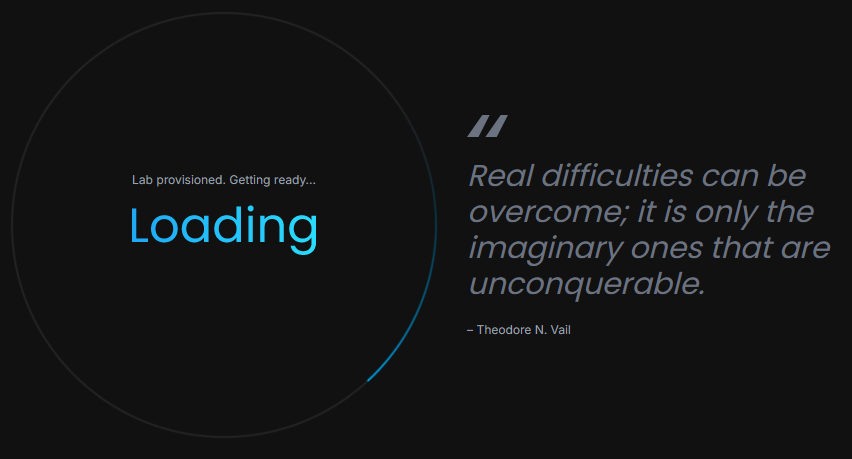 Lab provisioned. Getting ready...
Loading
“
Real difficulties can be
overcome; it is only the
imaginary ones that are
unconquerable.
– Theodore N. Vail